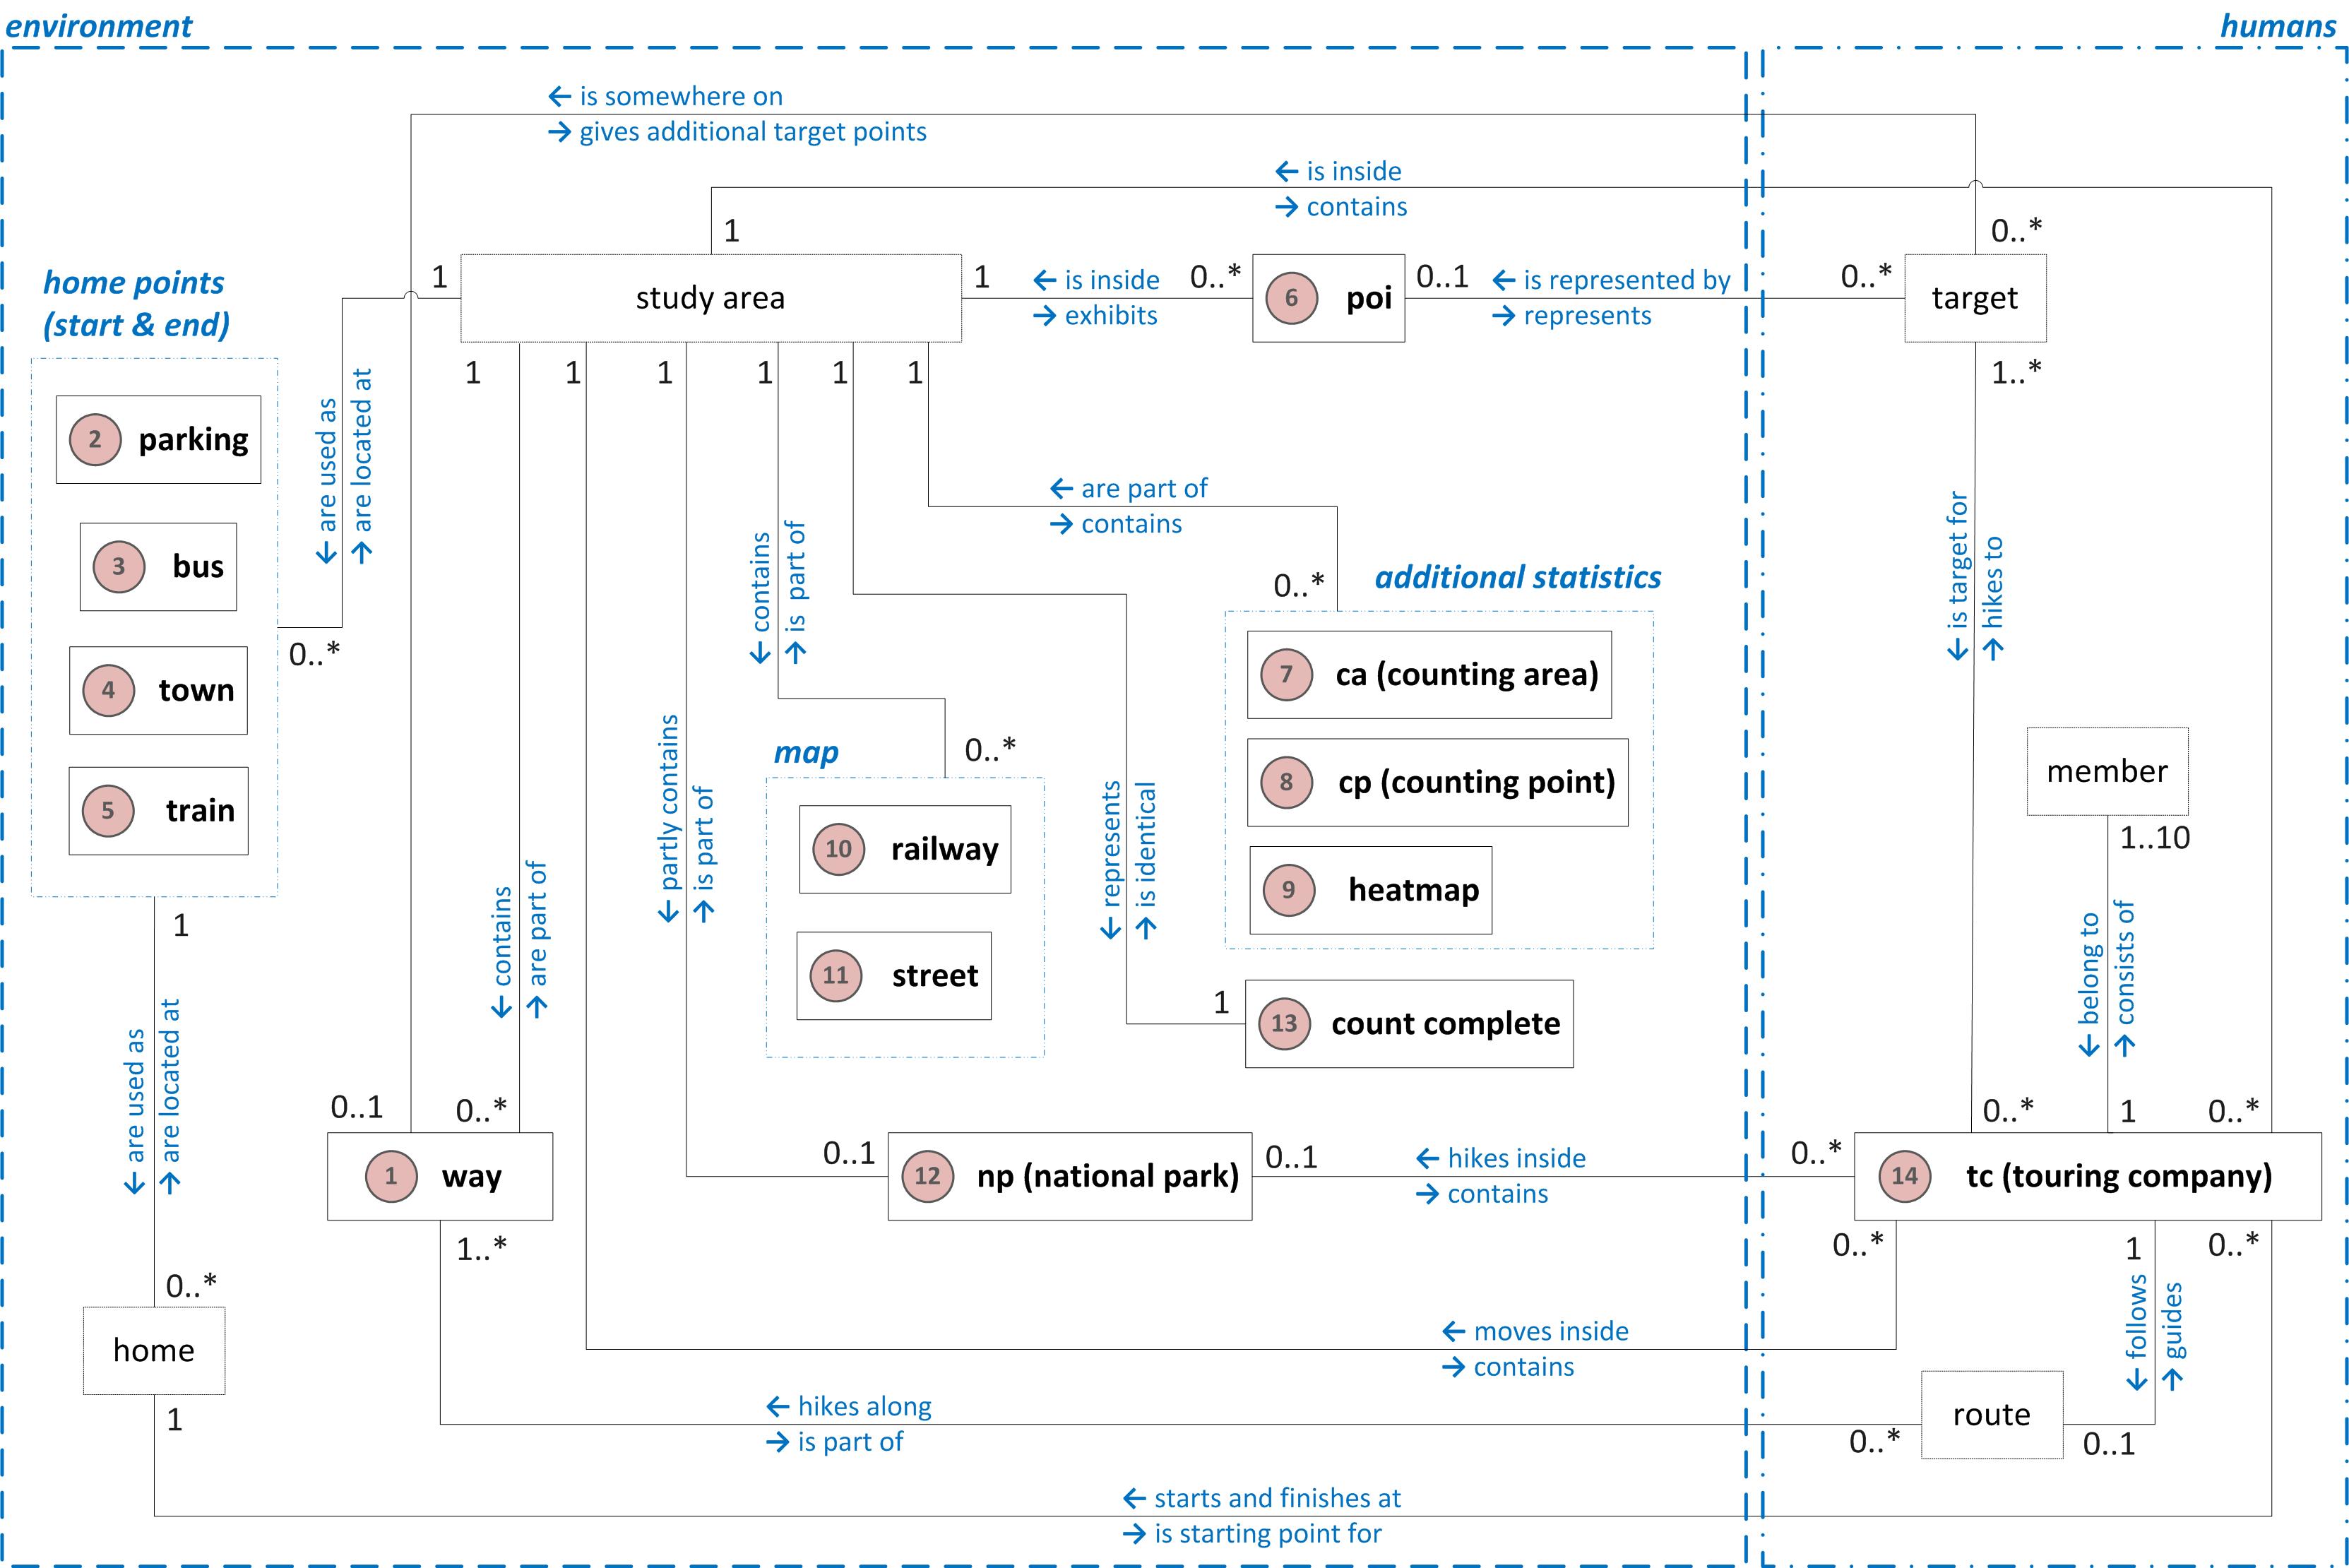 environment
humans
← is somewhere on
→ gives additional target points
← is inside
→ contains
1
0..*
home points
(start & end)
1
study area
1
← is inside
→ exhibits
0..*
6 poi
0..1
← is represented by
→ represents
0..*
target
1
1
1
1
1
1
1..*
2 parking
3 bus
4 town
5 train
← are used as
→ are located at
0..*
← are part of
→ contains
0..*
additional statistics
7 ca (counting area)
8 cp (counting point)
9 heatmap
← contains
→ is part of
map
0..*
10 railway
11 street
← partly contains
→ is part of
← represents
→ is identical
1
13 count complete
← is target for
→ hikes to
member
1..10
← belong to
→ consists of
1
← are used as
→ are located at
← contains
→ are part of
0..1
0..*
1 way
1..*
0..1
12 np (national park)
0..1
← hikes inside
→ contains
0..*
0..*
1
0..*
14 tc (touring company)
0..*
1
0..*
← follows
→ guides
0..*
home
1
← moves inside
→ contains
← hikes along
→ is part of
0..*
route
0..1
← starts and finishes at
→ is starting point for